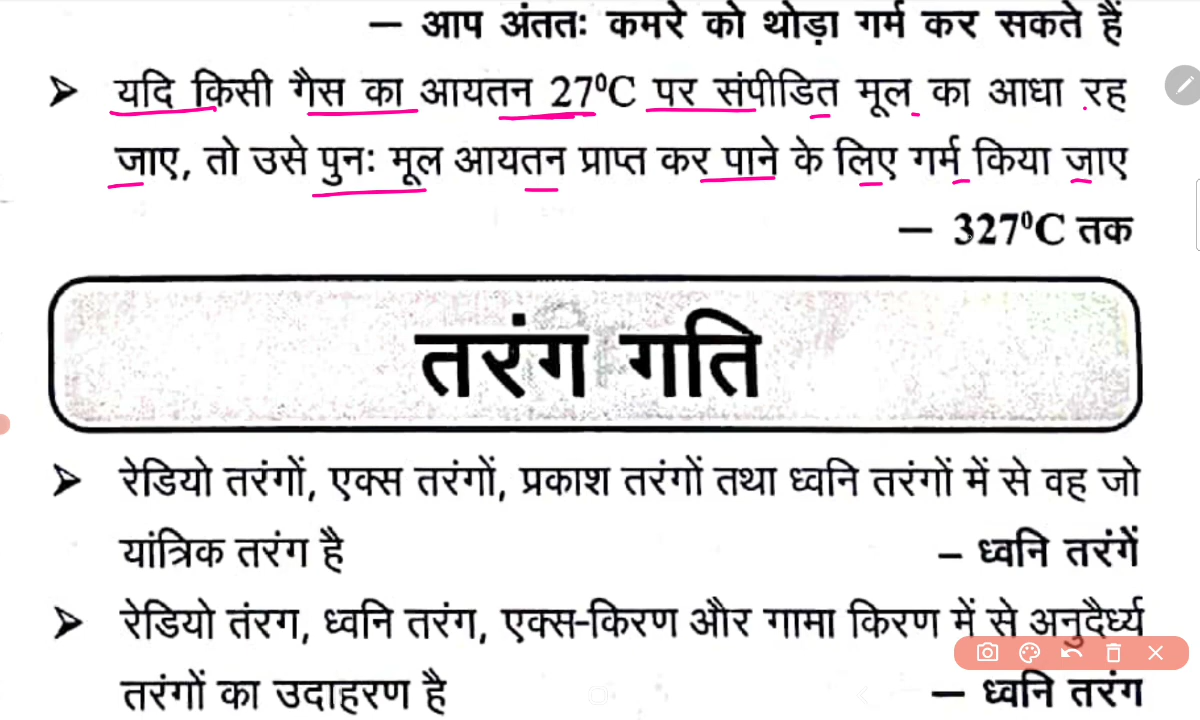 — आप अंततः कमरे को थोड़ा गर्म कर सकते हैं
➤ यदि किसी गैस का आयतन 27⁰C पर संपीडित मूल का आधा रह
जाए, तो उसे पुनः मूल आयतन प्राप्त कर पाने के लिए गर्म किया जाए
— 327⁰C तक
तरंग गति
➤ रेडियो तरंगों, एक्स तरंगों, प्रकाश तरंगों तथा ध्वनि तरंगों में से वह जो
यांत्रिक तरंग है – ध्वनि तरंगें
➤ रेडियो तंरग, ध्वनि तरंग, एक्स-किरण और गामा किरण में से अनुदैर्ध्य
तरंगों का उदाहरण है — ध्वनि तरंग